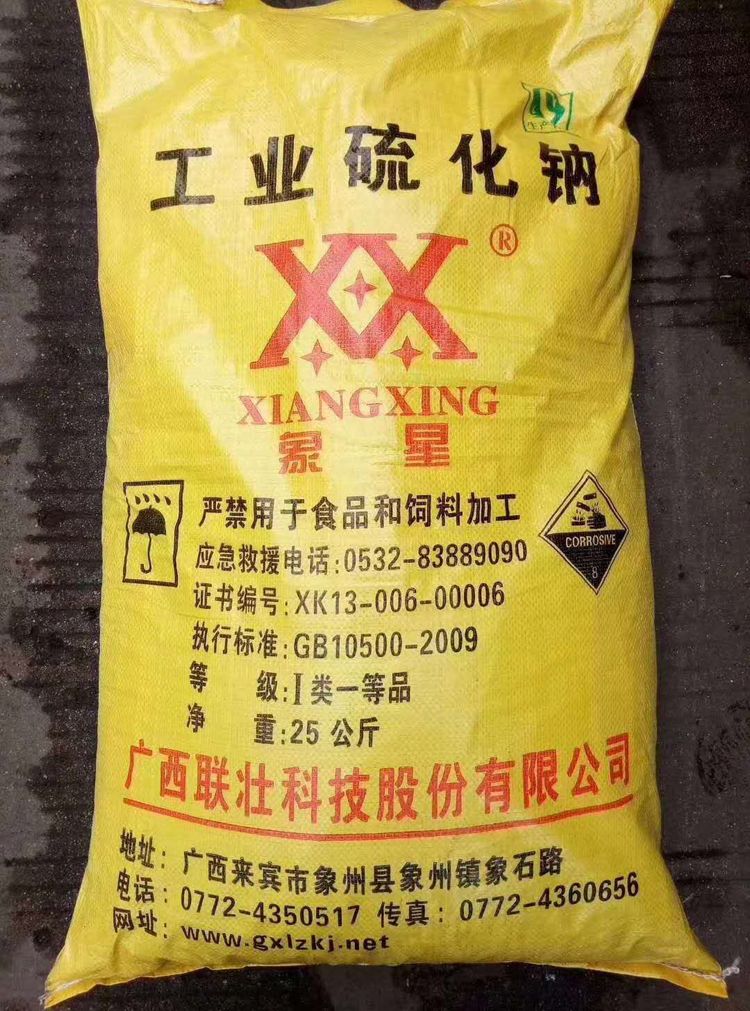 工业硫化钠
XX®
XIANGXING
象星
严禁用于食品和饲料加工
应急救援电话:0532-83889090
证书编号:XK13-006-00006
执行标准:GB10500-2009
等 级:Ⅰ类一等品
净 重:25公斤
CORROSIVE
8
广西联壮科技股份有限公司
地址:广西来宾市象州县象州镇象石路
电话:0772-4350517 传真:0772-4360656
网址:www.gxlzkj.net